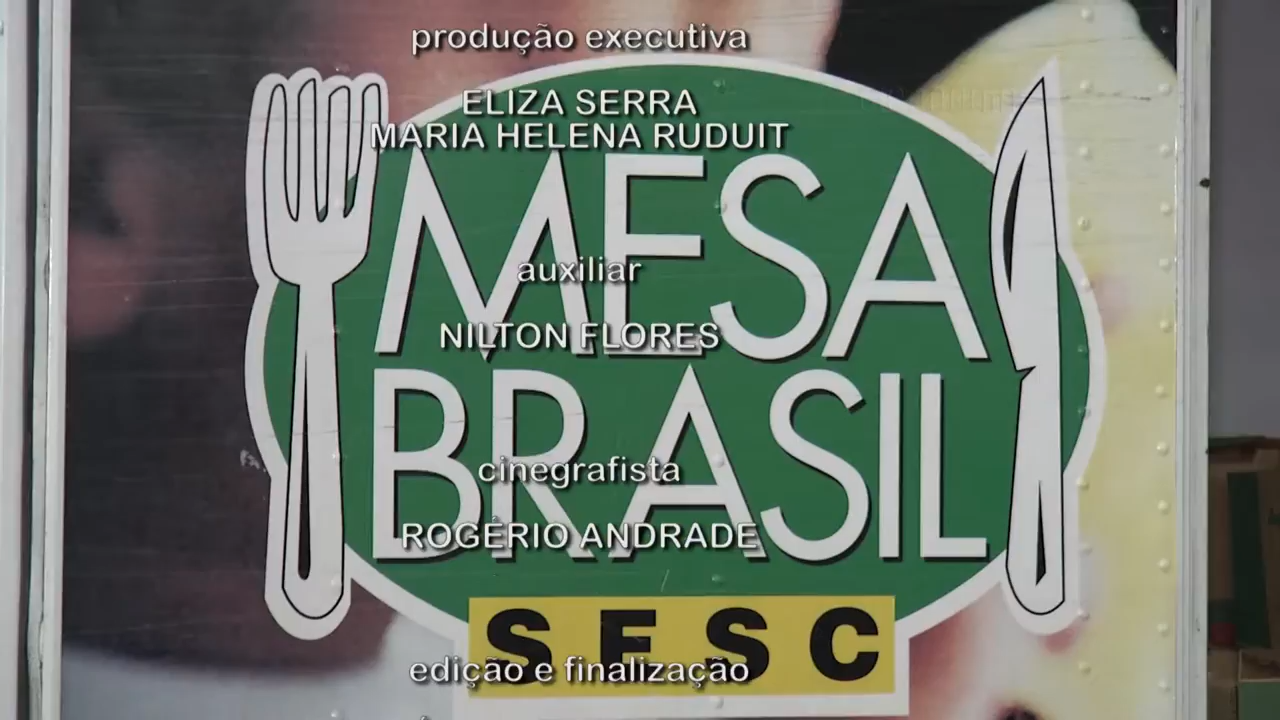 produção executiva
ELIZA SERRA
MARIA HELENA RUDUIT
MESA
auxiliar
NILTON FLORES
BRASIL
cinegrafista
ROGÉRIO ANDRADE
SESC
edição e finalização